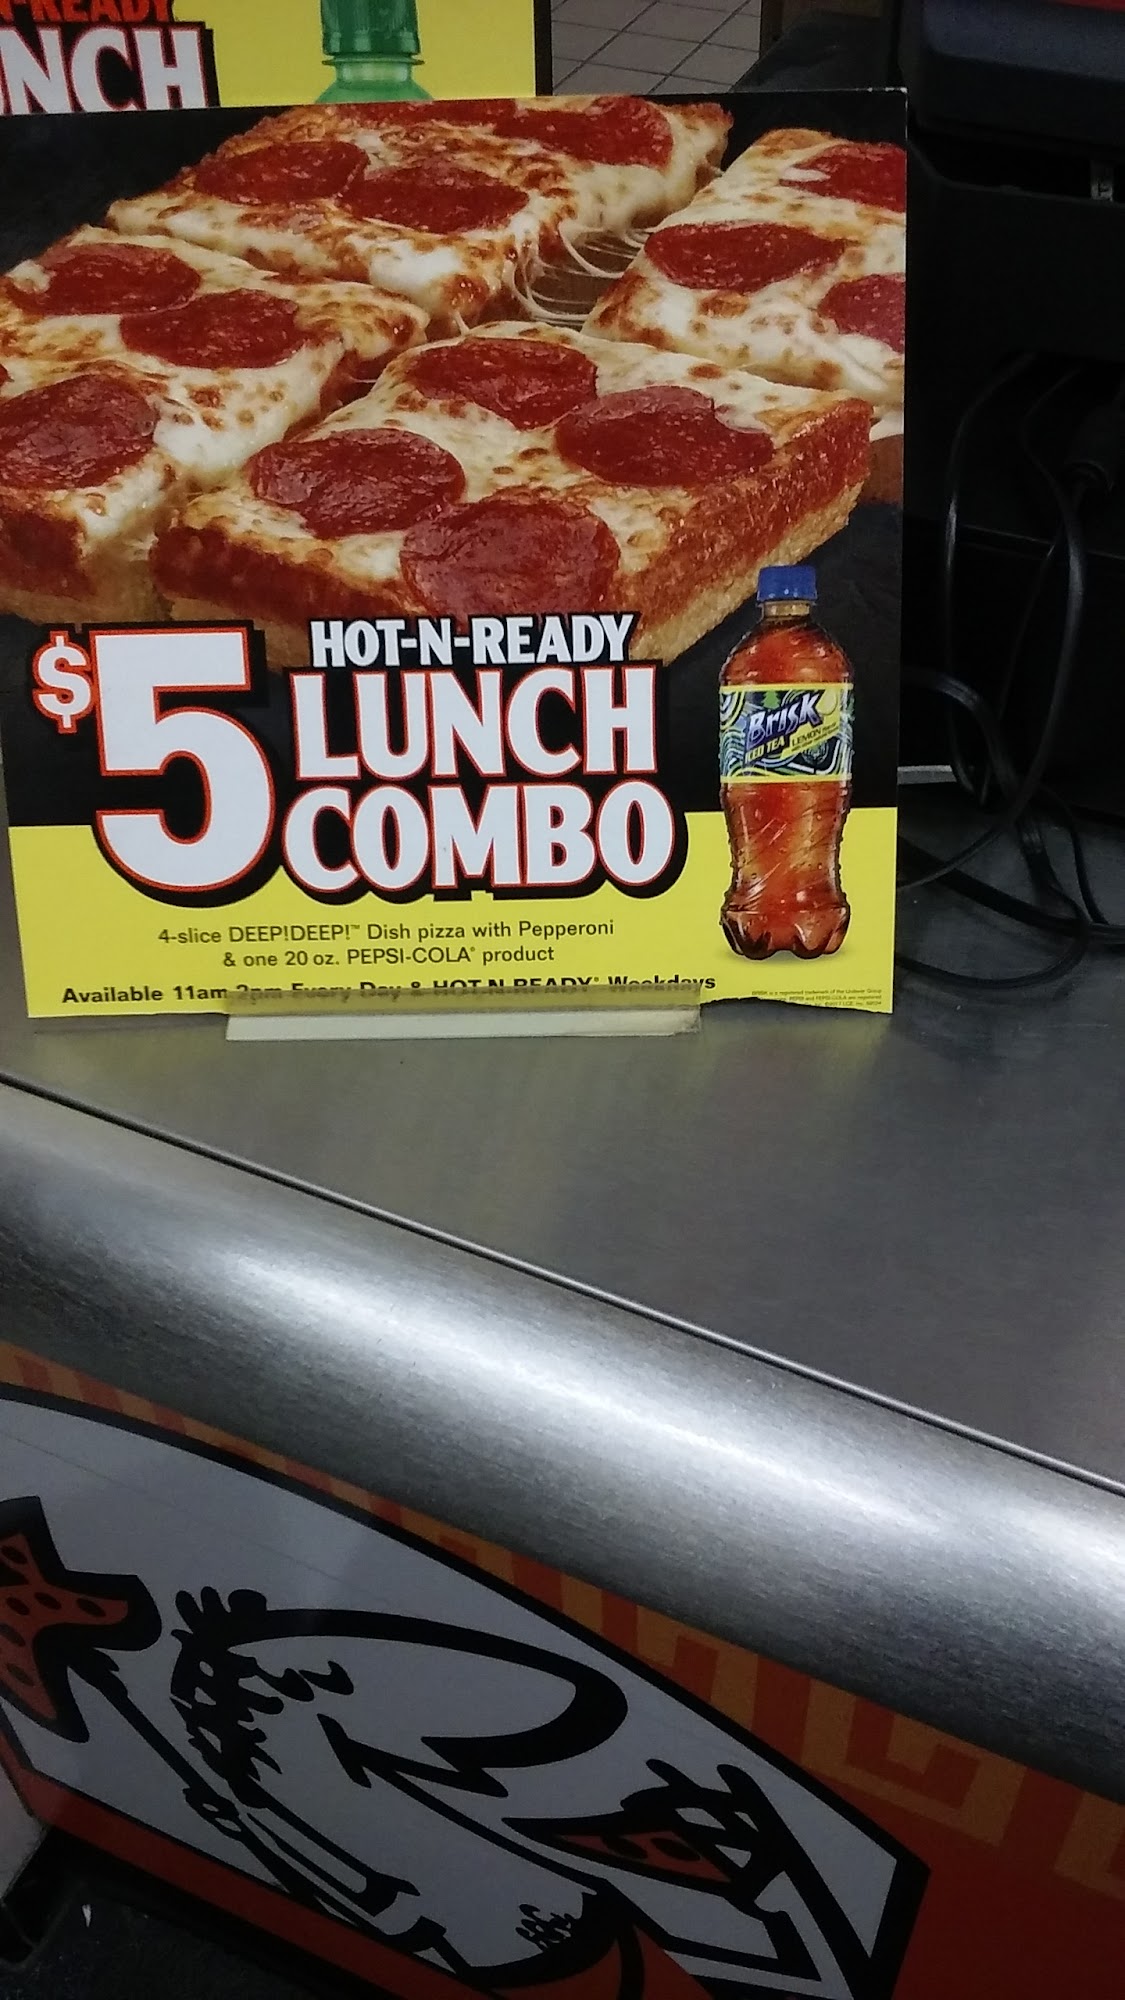 N-READY
NCH
$5 HOT-N-READY
LUNCH
COMBO
Brisk
ICED TEA LEMON
4-slice DEEP!DEEP!™ Dish pizza with Pepperoni
& one 20 oz. PEPSI-COLA® product
Available 11am-2pm Every Day & HOT-N-READY® Weekdays